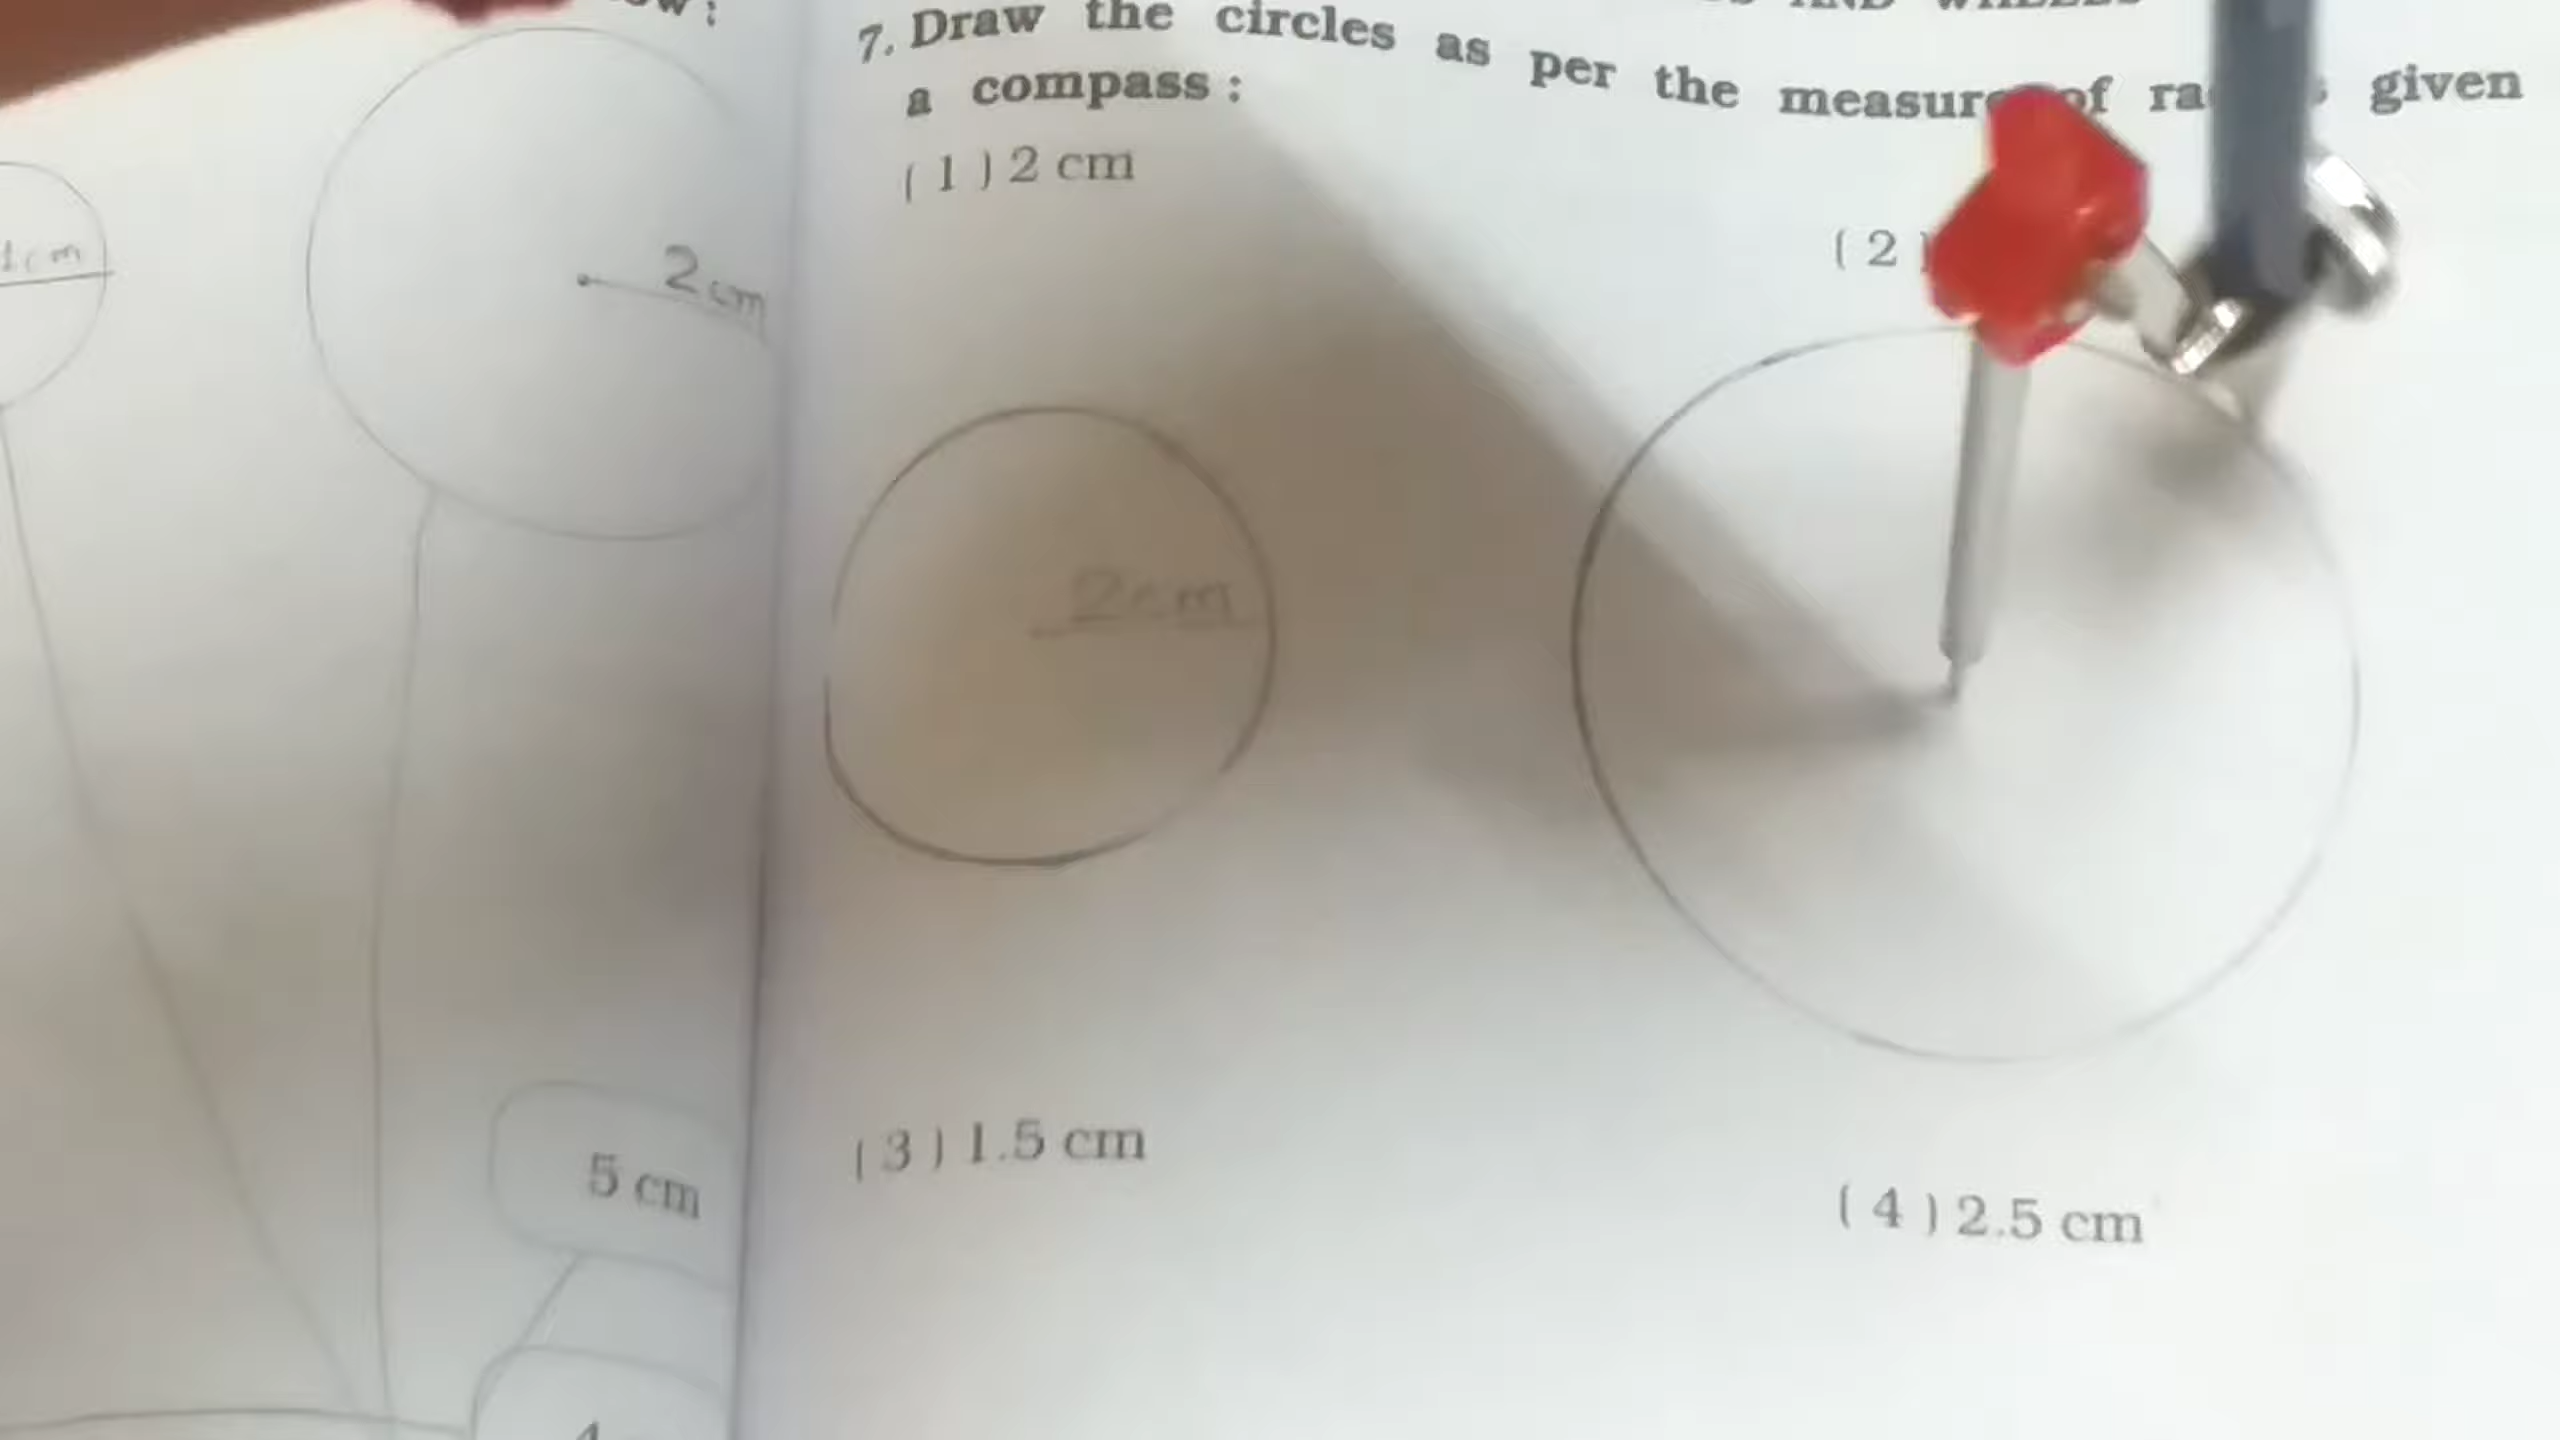 1cm
2cm
5 cm
7. Draw the circles as per the measure of given
a compass :
( 1 ) 2 cm
( 2 )
2cm
( 3 ) 1.5 cm
( 4 ) 2.5 cm